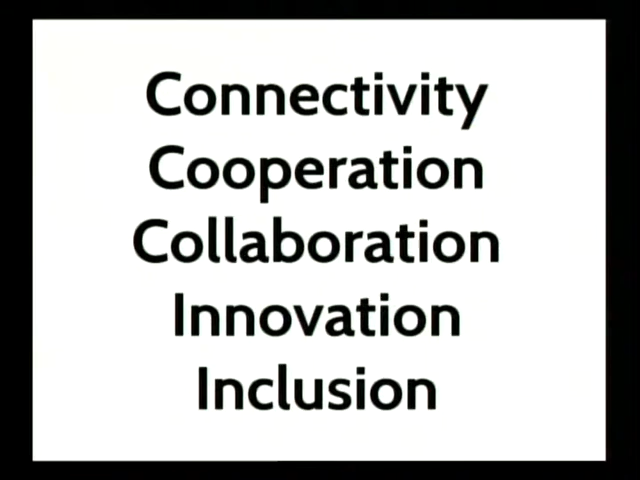 Connectivity
Cooperation
Collaboration
Innovation
Inclusion